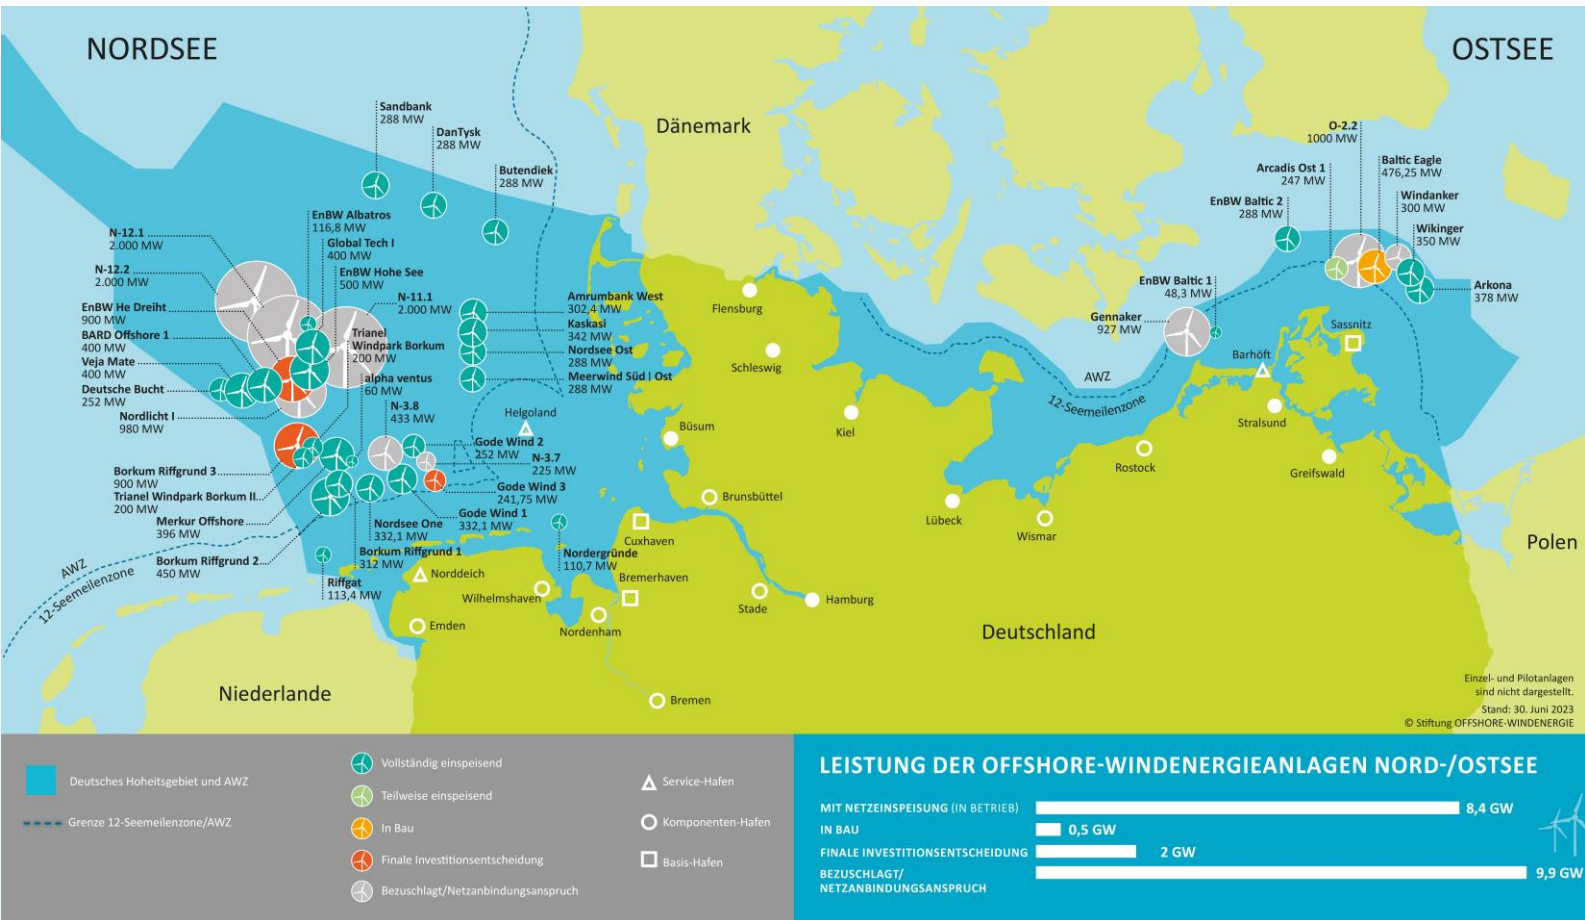 NORDSEE
OSTSEE
Sandbank
288 MW
DanTysk
288 MW
Butendiek
288 MW
Dänemark
O-2.2
1000 MW
Baltic Eagle
476,25 MW
Arcadis Ost 1
247 MW
Windanker
300 MW
EnBW Baltic 2
288 MW
Wikinger
350 MW
Arkona
378 MW
EnBW Baltic 1
48,3 MW
Gennaker
927 MW
EnBW Albatros
116,8 MW
N-12.1
2.000 MW
Global Tech I
400 MW
N-12.2
2.000 MW
EnBW Hohe See
500 MW
N-11.1
2.000 MW
EnBW He Dreiht
900 MW
BARD Offshore 1
400 MW
Trianel
Windpark Borkum
200 MW
Veja Mate
400 MW
alpha ventus
60 MW
Deutsche Bucht
252 MW
N-3.8
433 MW
Nordlicht I
980 MW
Amrumbank West
302,4 MW
Kaskasi
342 MW
Nordsee Ost
288 MW
Meerwind Süd | Ost
288 MW
Helgoland
Gode Wind 2
252 MW
N-3.7
225 MW
Gode Wind 3
241,75 MW
Gode Wind 1
332,1 MW
Borkum Riffgrund 3
900 MW
Trianel Windpark Borkum II
200 MW
Merkur Offshore
396 MW
Nordsee One
332,1 MW
Borkum Riffgrund 2
450 MW
Borkum Riffgrund 1
312 MW
Riffgat
113,4 MW
Nordergründe
110,7 MW
AWZ
12-Seemeilenzone
AWZ
12-Seemeilenzone
Flensburg
Schleswig
Kiel
Büsum
Brunsbüttel
Cuxhaven
Bremerhaven
Norddeich
Wilhelmshaven
Emden
Nordenham
Stade
Hamburg
Bremen
Lübeck
Wismar
Rostock
Barhöft
Sassnitz
Stralsund
Greifswald
Polen
Deutschland
Niederlande
Einzel- und Pilotanlagen
sind nicht dargestellt.
Stand: 30. Juni 2023
© Stiftung OFFSHORE-WINDENERGIE
Deutsches Hoheitsgebiet und AWZ
Grenze 12-Seemeilenzone/AWZ
Vollständig einspeisend
Teilweise einspeisend
In Bau
Finale Investitionsentscheidung
Bezuschlagt/Netzanbindungsanspruch
Service-Hafen
Komponenten-Hafen
Basis-Hafen
LEISTUNG DER OFFSHORE-WINDENERGIEANLAGEN NORD-/OSTSEE
MIT NETZEINSPEISUNG (IN BETRIEB) 8,4 GW
IN BAU 0,5 GW
FINALE INVESTITIONSENTSCHEIDUNG 2 GW
BEZUSCHLAGT/
NETZANBINDUNGSANSPRUCH 9,9 GW